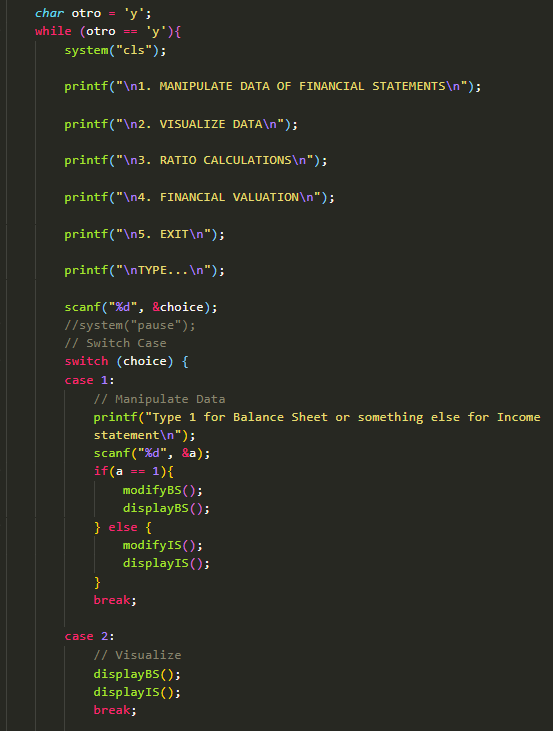 char otro = 'y';
while (otro == 'y'){
system("cls");
printf("\n1. MANIPULATE DATA OF FINANCIAL STATEMENTS\n");
printf("\n2. VISUALIZE DATA\n");
printf("\n3. RATIO CALCULATIONS\n");
printf("\n4. FINANCIAL VALUATION\n");
printf("\n5. EXIT\n");
printf("\nTYPE...\n");
scanf("%d", &choice);
//system("pause");
// Switch Case
switch (choice) {
case 1:
// Manipulate Data
printf("Type 1 for Balance Sheet or something else for Income
statement\n");
scanf("%d", &a);
if(a == 1){
modifyBS();
displayBS();
} else {
modifyIS();
displayIS();
}
break;
case 2:
// Visualize
displayBS();
displayIS();
break;